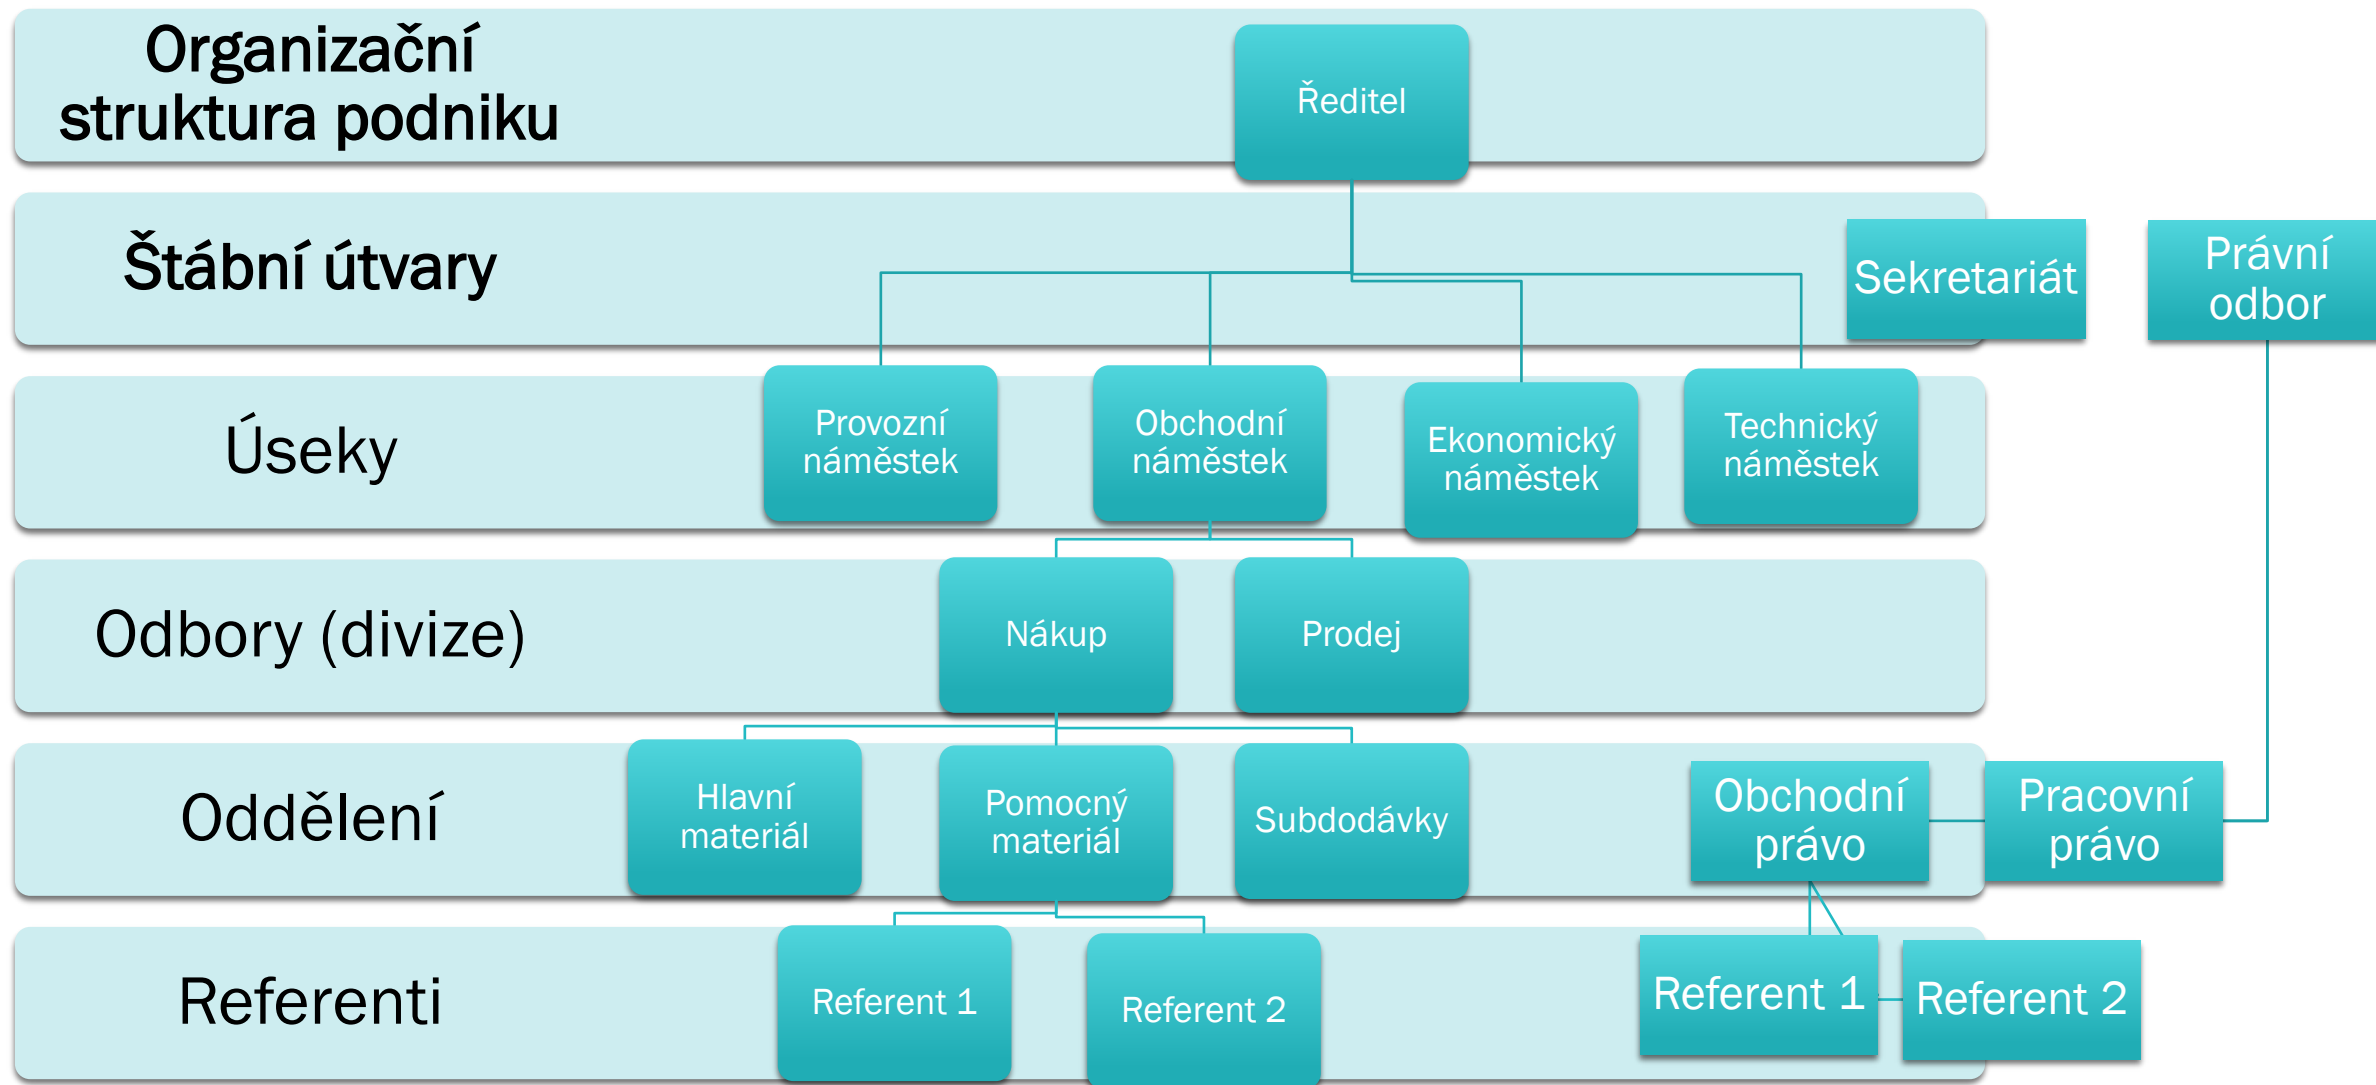 Organizační
struktura podniku
Ředitel
Štábní útvary
Sekretariát
Právní
odbor
Úseky
Provozní
náměstek
Obchodní
náměstek
Ekonomický
náměstek
Technický
náměstek
Odbory (divize)
Nákup
Prodej
Oddělení
Hlavní
materiál
Pomocný
materiál
Subdodávky
Obchodní
právo
Pracovní
právo
Referenti
Referent 1
Referent 2
Referent 1
Referent 2